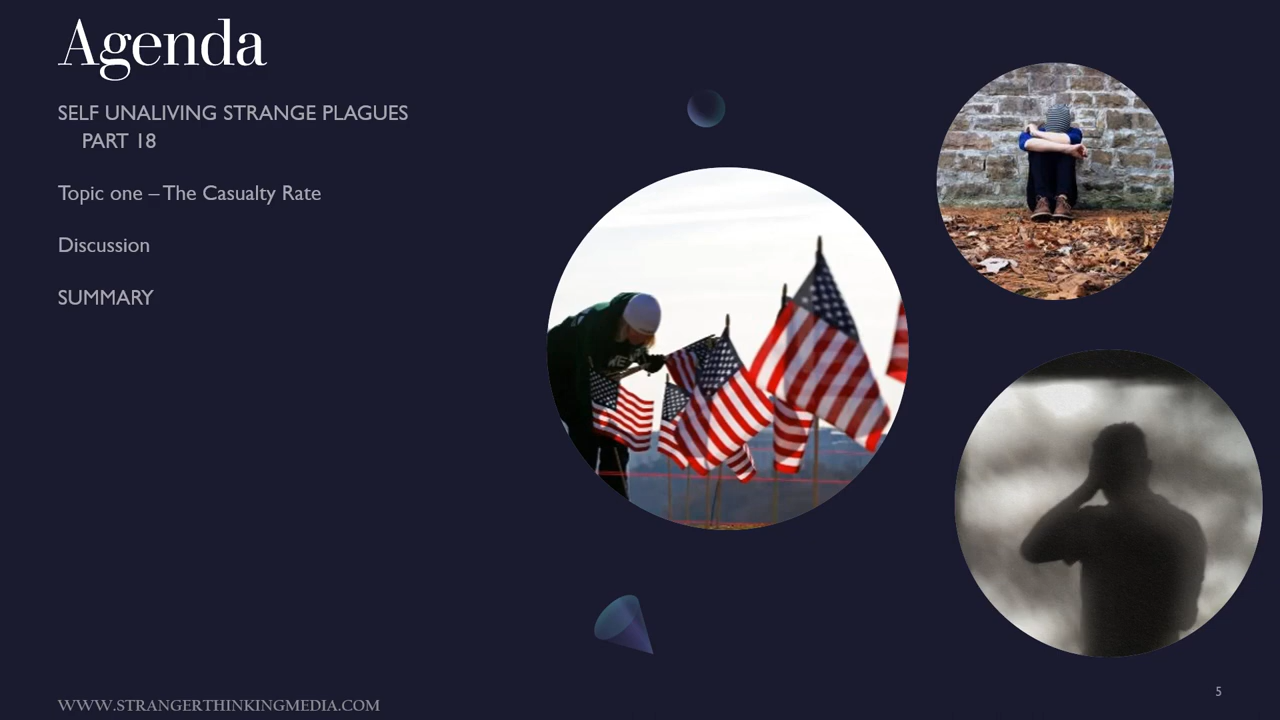 Agenda
SELF UNALIVING STRANGE PLAGUES
PART 18
Topic one – The Casualty Rate
Discussion
SUMMARY
WWW.STRANGERTHINKINGMEDIA.COM
5